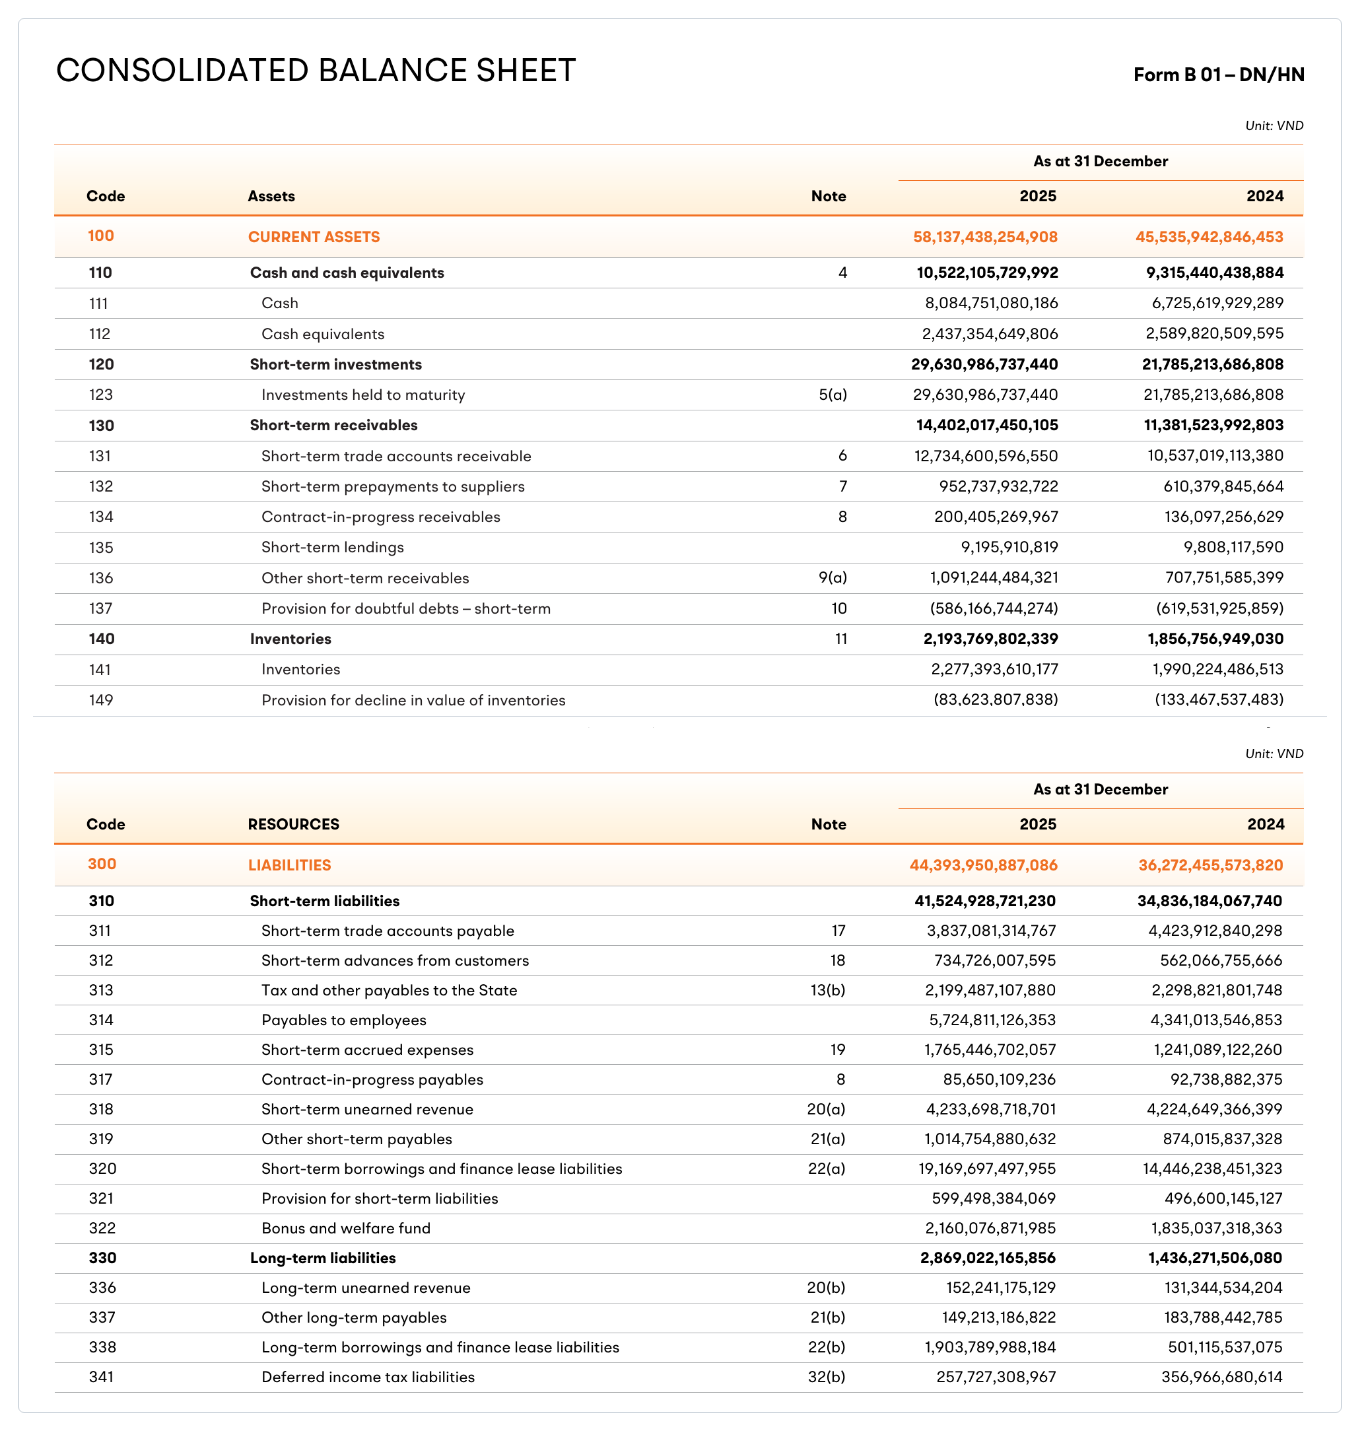 CONSOLIDATED BALANCE SHEET Form B 01 – DN/HN
Unit: VND
As at 31 December
Code Assets Note 2025 2024
100 CURRENT ASSETS 58,137,438,254,908 45,535,942,846,453
110 Cash and cash equivalents 4 10,522,105,729,992 9,315,440,438,884
111 Cash 8,084,751,080,186 6,725,619,929,289
112 Cash equivalents 2,437,354,649,806 2,589,820,509,595
120 Short-term investments 29,630,986,737,440 21,785,213,686,808
123 Investments held to maturity 5(a) 29,630,986,737,440 21,785,213,686,808
130 Short-term receivables 14,402,017,450,105 11,381,523,992,803
131 Short-term trade accounts receivable 6 12,734,600,596,550 10,537,019,113,380
132 Short-term prepayments to suppliers 7 952,737,932,722 610,379,845,664
134 Contract-in-progress receivables 8 200,405,269,967 136,097,256,629
135 Short-term lendings 9,195,910,819 9,808,117,590
136 Other short-term receivables 9(a) 1,091,244,484,321 707,751,585,399
137 Provision for doubtful debts – short-term 10 (586,166,744,274) (619,531,925,859)
140 Inventories 11 2,193,769,802,339 1,856,756,949,030
141 Inventories 2,277,393,610,177 1,990,224,486,513
149 Provision for decline in value of inventories (83,623,807,838) (133,467,537,483)
Unit: VND
As at 31 December
Code RESOURCES Note 2025 2024
300 LIABILITIES 44,393,950,887,086 36,272,455,573,820
310 Short-term liabilities 41,524,928,721,230 34,836,184,067,740
311 Short-term trade accounts payable 17 3,837,081,314,767 4,423,912,840,298
312 Short-term advances from customers 18 734,726,007,595 562,066,755,666
313 Tax and other payables to the State 13(b) 2,199,487,107,880 2,298,821,801,748
314 Payables to employees 5,724,811,126,353 4,341,013,546,853
315 Short-term accrued expenses 19 1,765,446,702,057 1,241,089,122,260
317 Contract-in-progress payables 8 85,650,109,236 92,738,882,375
318 Short-term unearned revenue 20(a) 4,233,698,718,701 4,224,649,366,399
319 Other short-term payables 21(a) 1,014,754,880,632 874,015,837,328
320 Short-term borrowings and finance lease liabilities 22(a) 19,169,697,497,955 14,446,238,451,323
321 Provision for short-term liabilities 599,498,384,069 496,600,145,127
322 Bonus and welfare fund 2,160,076,871,985 1,835,037,318,363
330 Long-term liabilities 2,869,022,165,856 1,436,271,506,080
336 Long-term unearned revenue 20(b) 152,241,175,129 131,344,534,204
337 Other long-term payables 21(b) 149,213,186,822 183,788,442,785
338 Long-term borrowings and finance lease liabilities 22(b) 1,903,789,988,184 501,115,537,075
341 Deferred income tax liabilities 32(b) 257,727,308,967 356,966,680,614